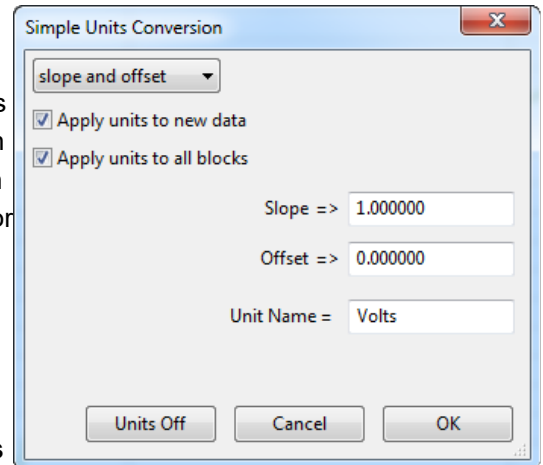 Simple Units Conversion
slope and offset
Apply units to new data
Apply units to all blocks
Slope => 1.000000
Offset => 0.000000
Unit Name = Volts
Units Off Cancel OK